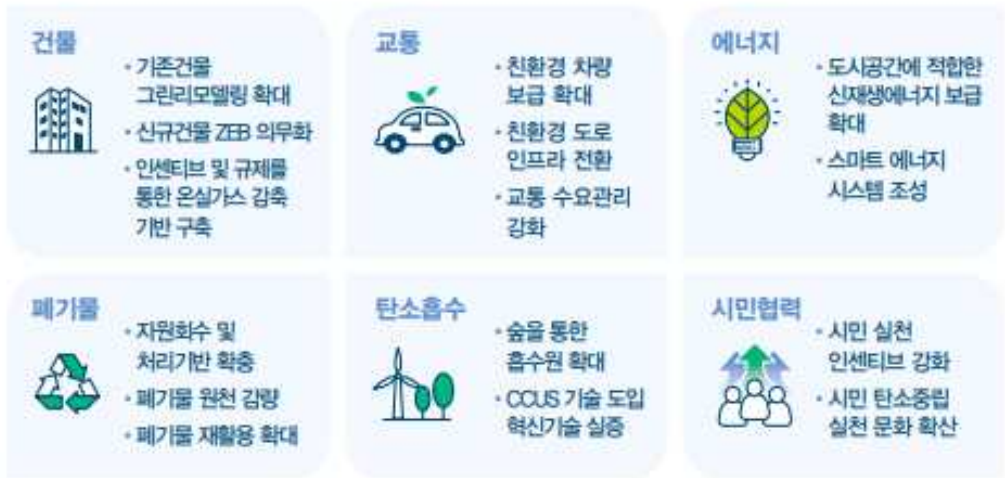 건물
• 기존건물
그린리모델링 확대
• 신규건물 ZEB 의무화
• 인센티브 및 규제를
통한 온실가스 감축
기반 구축
교통
• 친환경 차량
보급 확대
• 친환경 도로
인프라 전환
• 교통 수요관리
강화
에너지
• 도시공간에 적합한
신재생에너지 보급
확대
• 스마트 에너지
시스템 조성
폐기물
• 자원회수 및
처리기반 확충
• 폐기물 원천 감량
• 폐기물 재활용 확대
탄소흡수
• 숲을 통한
흡수원 확대
• CCUS 기술 도입
혁신기술 실증
시민협력
• 시민 실천
인센티브 강화
• 시민 탄소중립
실천 문화 확산